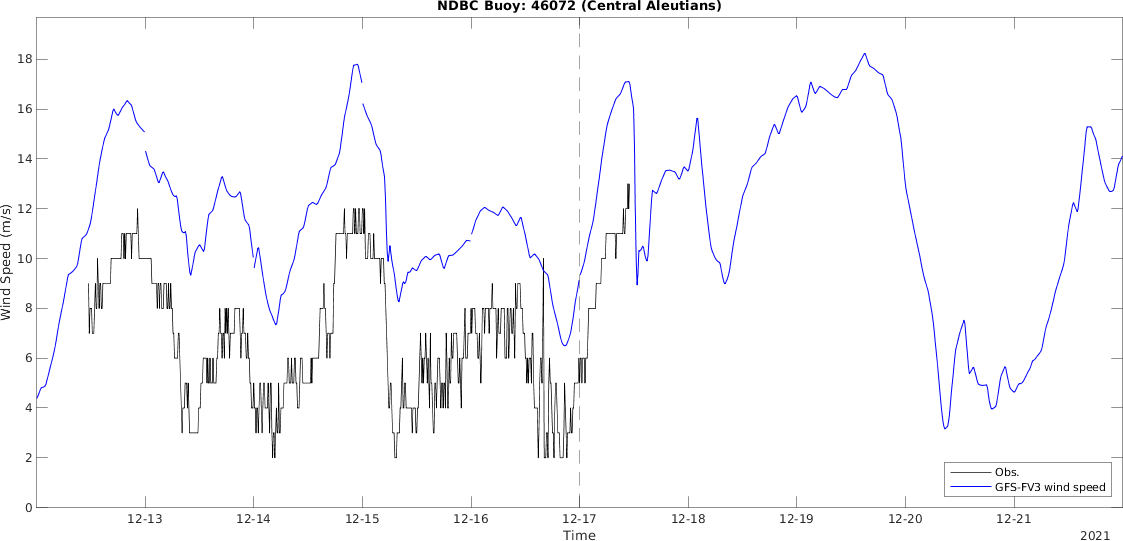 NDBC Buoy: 46072 (Central Aleutians)
Wind Speed (m/s)
18
16
14
12
10
8
6
4
2
0
12-13 12-14 12-15 12-16 12-17 12-18 12-19 12-20 12-21
Time
2021
Obs.
GFS-FV3 wind speed